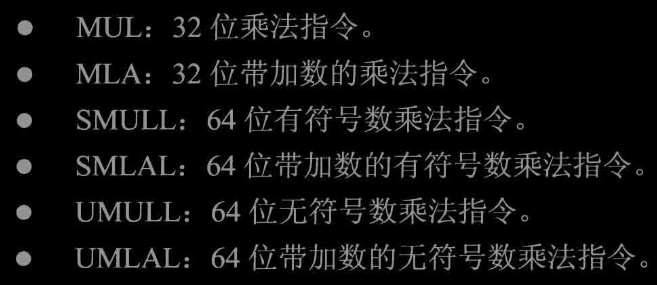 ● MUL：32 位乘法指令。
● MLA：32 位带加数的乘法指令。
● SMULL：64 位有符号数乘法指令。
● SMLAL：64 位带加数的有符号数乘法指令。
● UMULL：64 位无符号数乘法指令。
● UMLAL：64 位带加数的无符号数乘法指令。